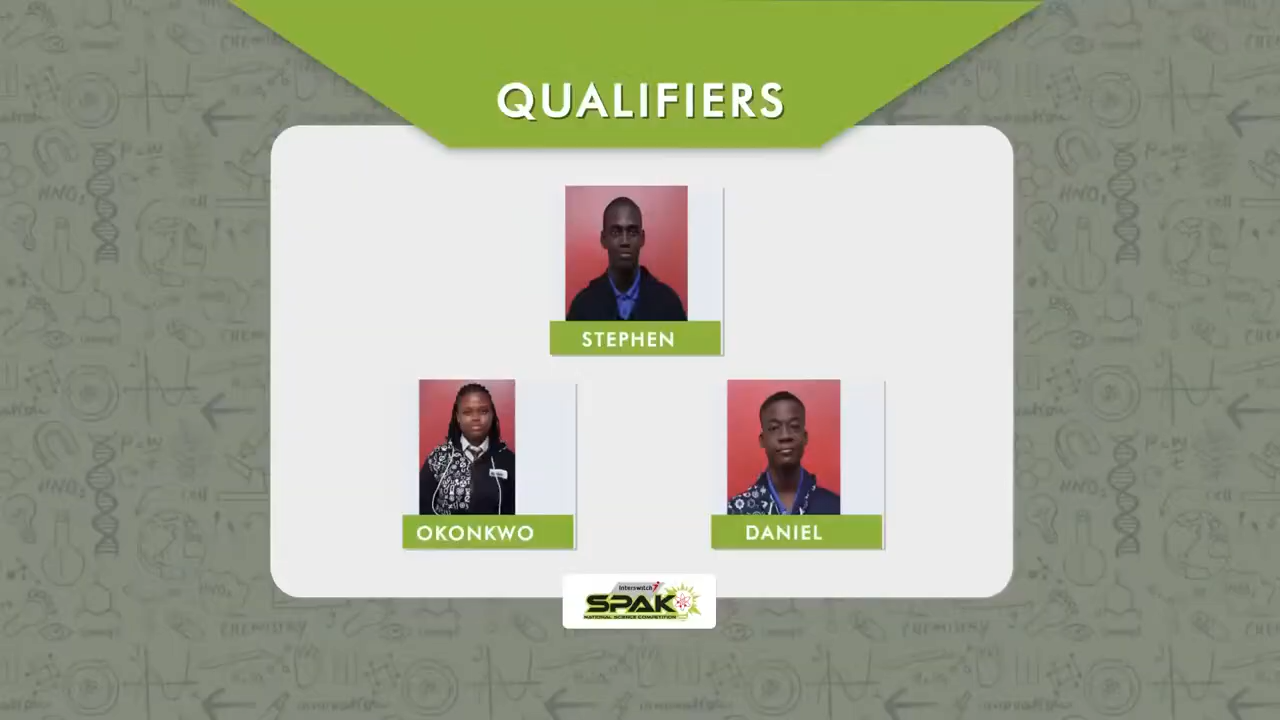 QUALIFIERS
STEPHEN
OKONKWO
DANIEL
Interswitch
SPAK
NATIONAL SCIENCE COMPETITION